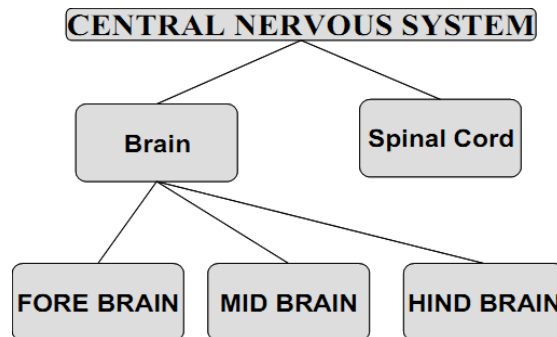 CENTRAL NERVOUS SYSTEM
Brain
Spinal Cord
FORE BRAIN
MID BRAIN
HIND BRAIN